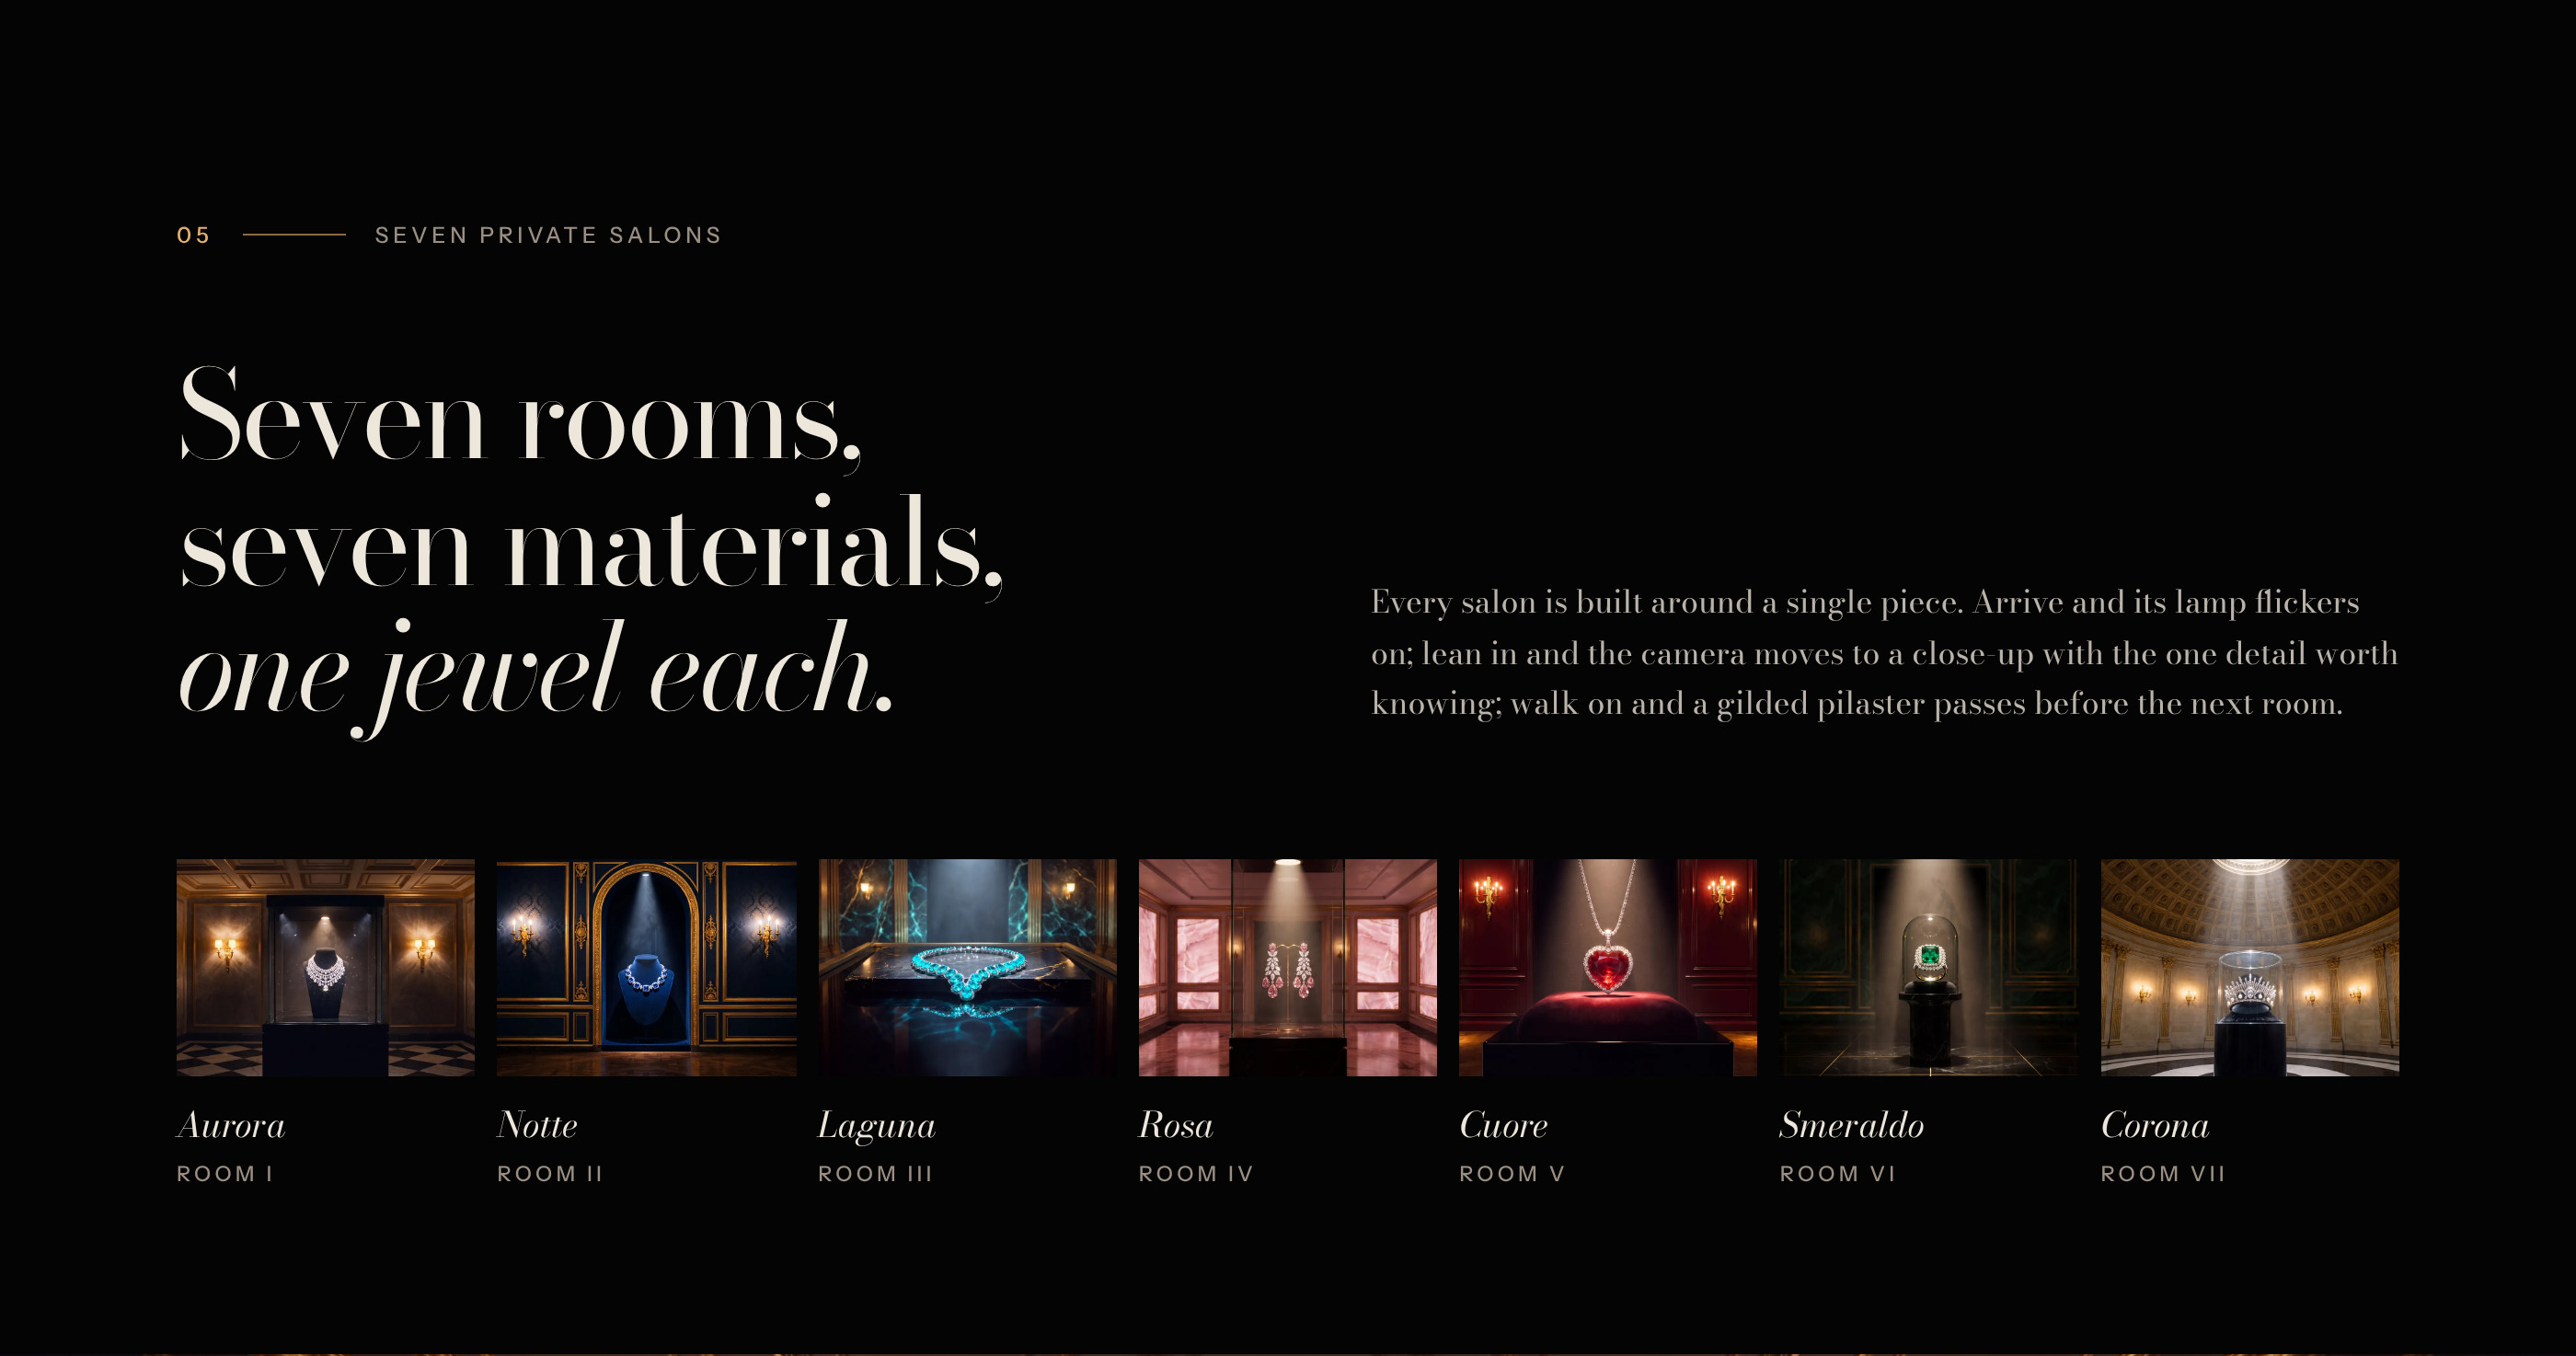 05 SEVEN PRIVATE SALONS
Seven rooms,
seven materials,
one jewel each.
Every salon is built around a single piece. Arrive and its lamp flickers
on; lean in and the camera moves to a close-up with the one detail worth
knowing; walk on and a gilded pilaster passes before the next room.
Aurora
ROOM I
Notte
ROOM II
Laguna
ROOM III
Rosa
ROOM IV
Cuore
ROOM V
Smeraldo
ROOM VI
Corona
ROOM VII